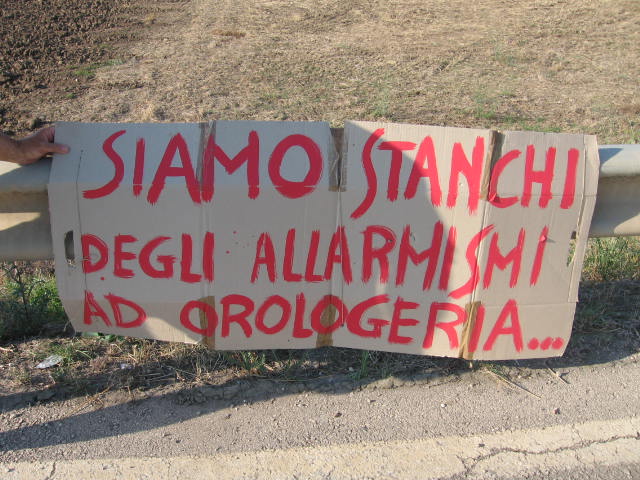 SIAMO STANCHI
DEGLI ALLARMISMI
AD OROLOGERIA...